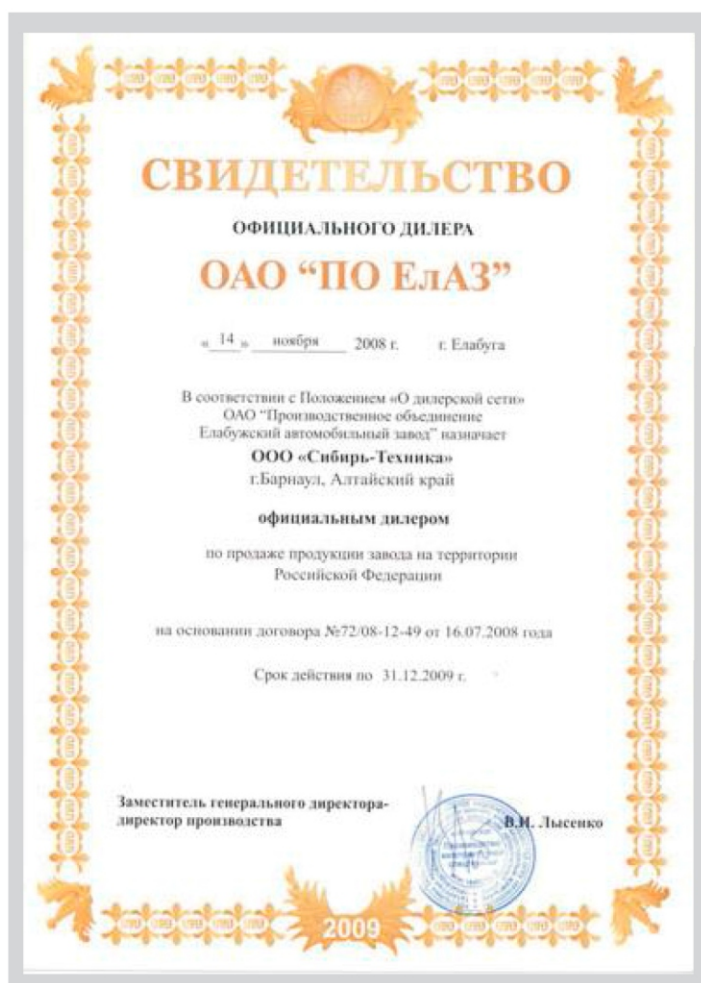 СВИДЕТЕЛЬСТВО
ОФИЦИАЛЬНОГО ДИЛЕРА
ОАО “ПО ЕлАЗ”
« 14 » ноября 2008 г. г. Елабуга
В соответствии с Положением «О дилерской сети»
ОАО “Производственное объединение
Елабужский автомобильный завод” назначает
ООО «Сибирь-Техника»
г.Барнаул, Алтайский край
официальным дилером
по продаже продукции завода на территории
Российской Федерации
на основании договора №72/08-12-49 от 16.07.2008 года
Срок действия по 31.12.2009 г.
Заместитель генерального директора-
директор производства
В.И. Лысенко
2009